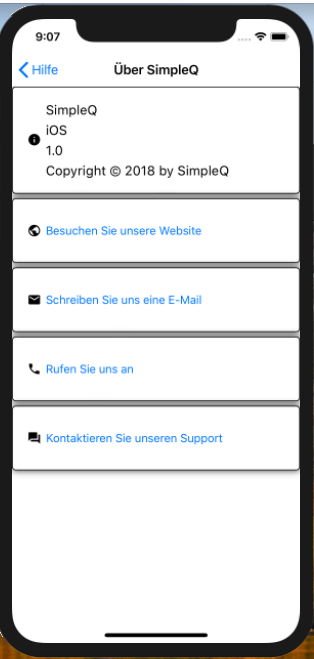 9:07
Hilfe
Über SimpleQ
SimpleQ
iOS
1.0
Copyright © 2018 by SimpleQ
Besuchen Sie unsere Website
Schreiben Sie uns eine E-Mail
Rufen Sie uns an
Kontaktieren Sie unseren Support